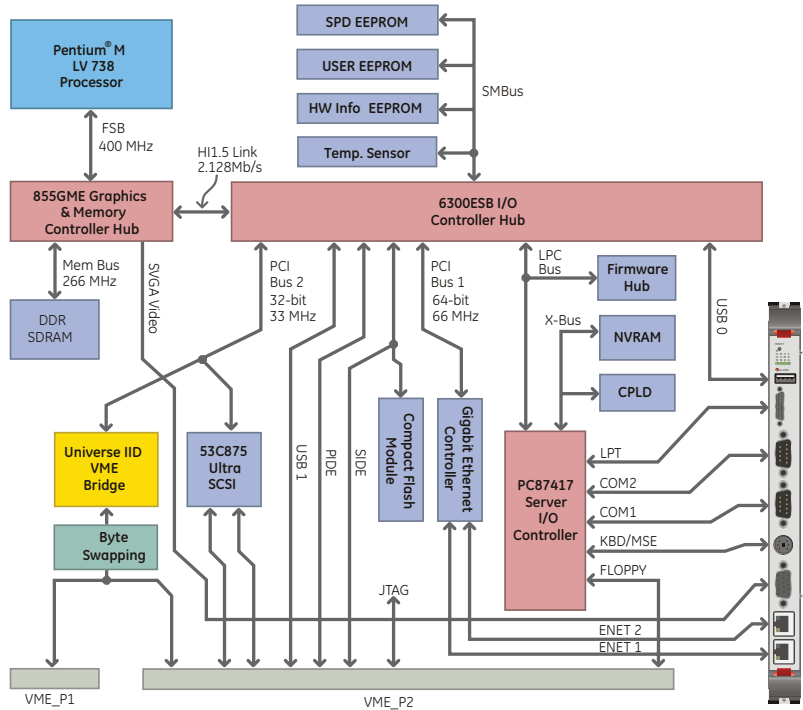 Pentium® M
LV 738
Processor
SPD EEPROM
USER EEPROM
HW Info EEPROM
Temp. Sensor
SMBus
FSB
400 MHz
HI1.5 Link
2.128Mb/s
855GME Graphics
& Memory
Controller Hub
6300ESB I/O
Controller Hub
Mem Bus
266 MHz
SVGA Video
DDR
SDRAM
PCI
Bus 2
32-bit
33 MHz
PCI
Bus 1
64-bit
66 MHz
LPC
Bus
Firmware
Hub
USB 0
X-Bus
NVRAM
CPLD
Universe IID
VME
Bridge
53C875
Ultra
SCSI
USB 1
PIDE
SIDE
Compact Flash
Module
Gigabit Ethernet
Controller
PC87417
Server
I/O
Controller
LPT
COM2
COM1
KBD/MSE
FLOPPY
Byte
Swapping
JTAG
ENET 2
ENET 1
VME_P1
VME_P2